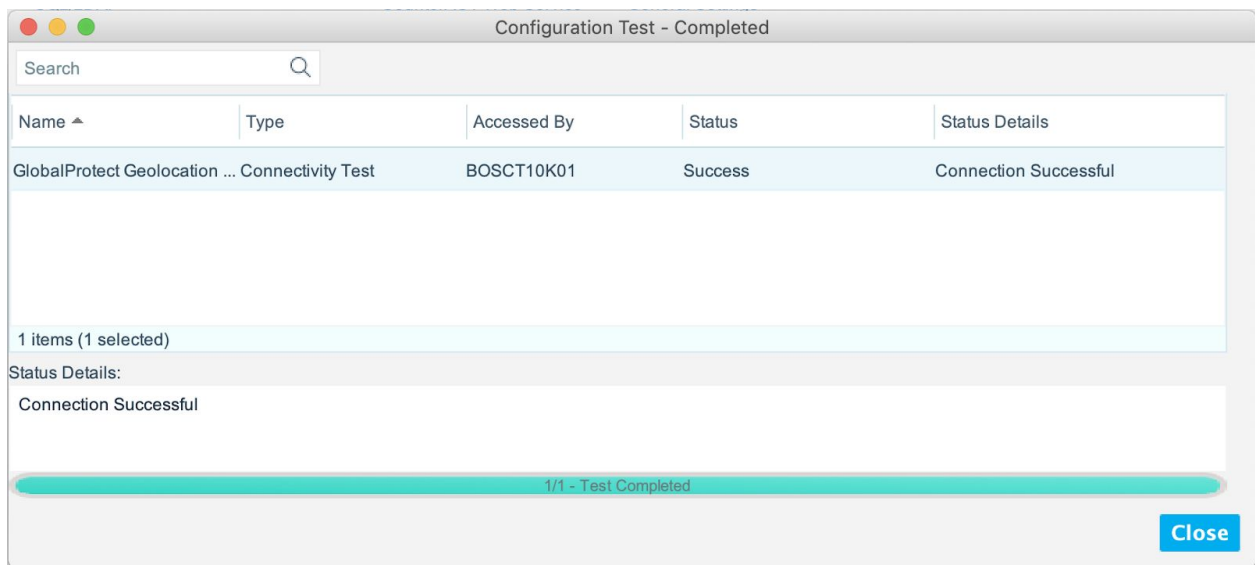 Configuration Test - Completed
Search
Name Type Accessed By Status Status Details
GlobalProtect Geolocation ... Connectivity Test BOSCT10K01 Success Connection Successful
1 items (1 selected)
Status Details:
Connection Successful
1/1 - Test Completed
Close